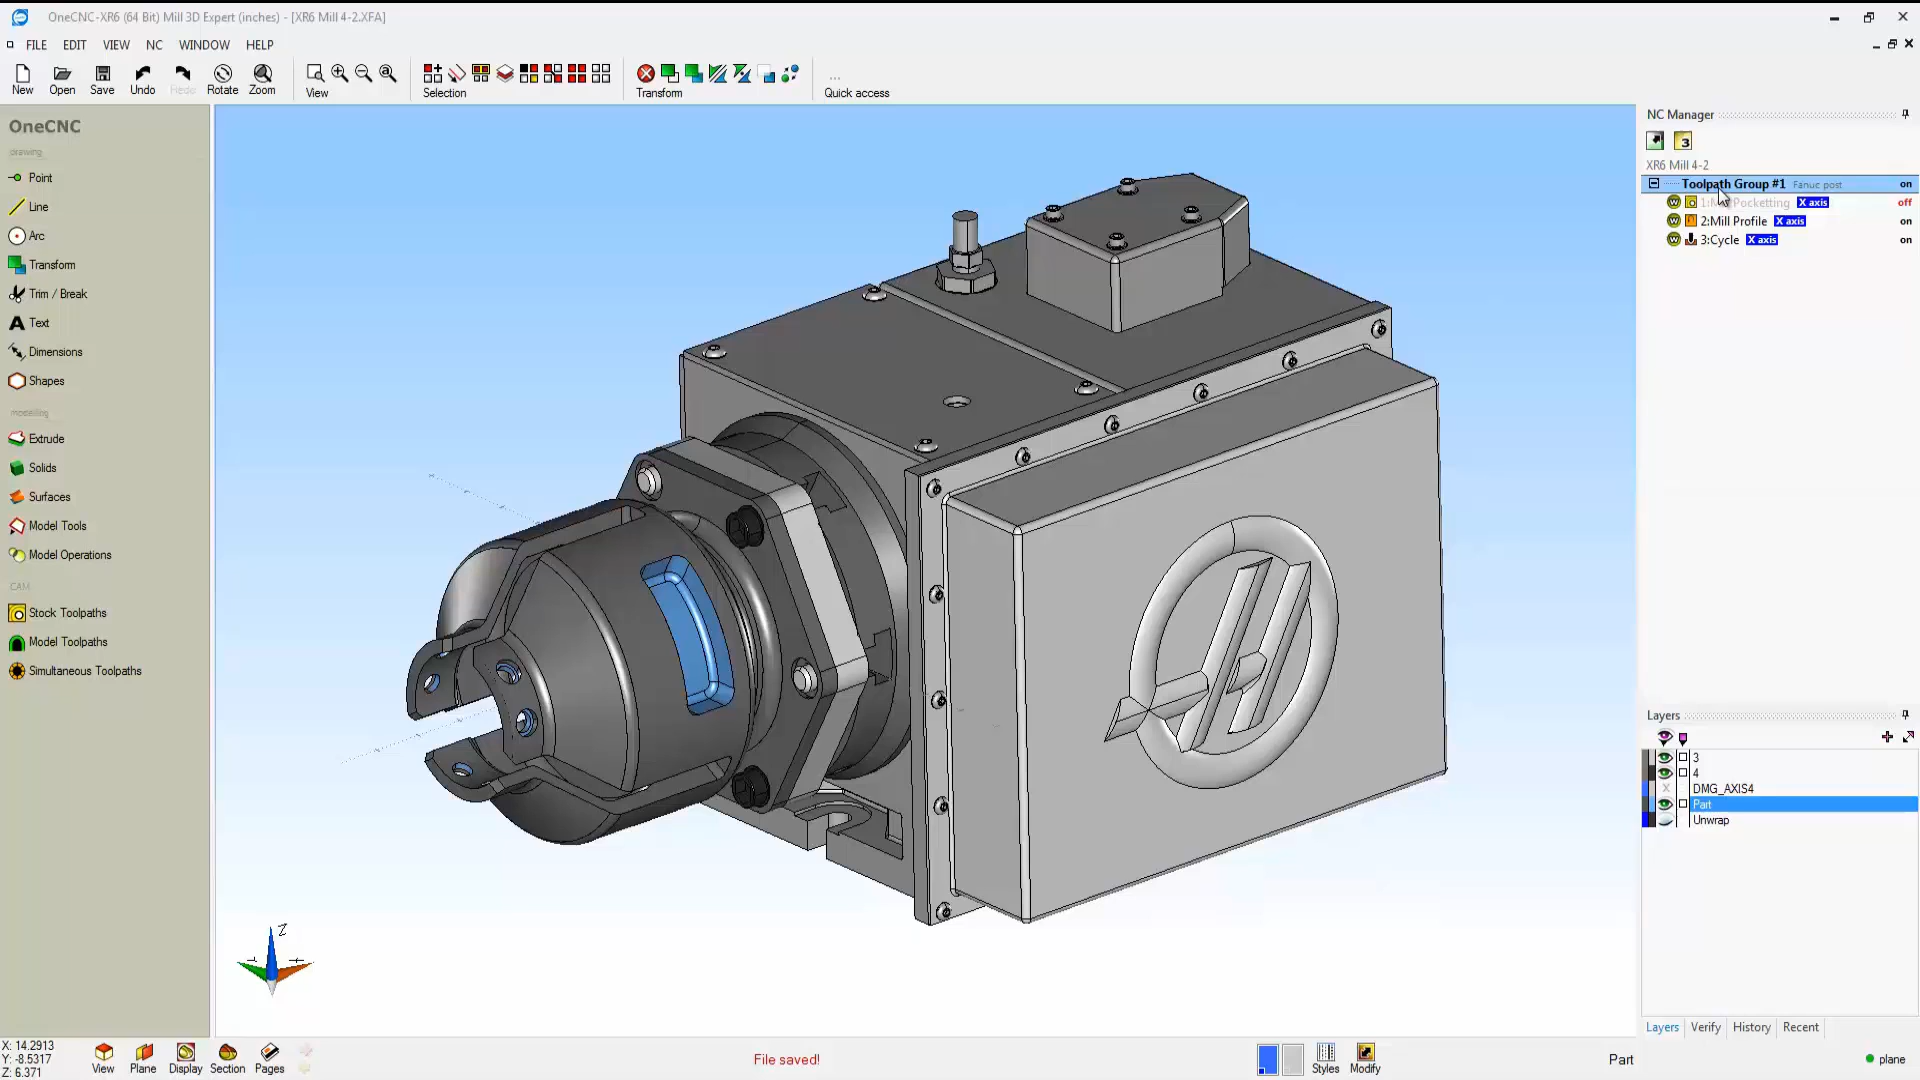 OneCNC-XR6 (64 Bit) Mill 3D Expert (inches) - [XR6 Mill 4-2.XFA]
FILE EDIT VIEW NC WINDOW HELP
New Open Save Undo Redo Rotate Zoom View Selection Transform ... Quick access
OneCNC
drawing
Point
Line
Arc
Transform
Trim / Break
Text
Dimensions
Shapes
modelling
Extrude
Solids
Surfaces
Model Tools
Model Operations
CAM
Stock Toolpaths
Model Toolpaths
Simultaneous Toolpaths
Z
NC Manager
3
XR6 Mill 4-2
Toolpath Group #1 Fanuc post on
Pocketting X axis off
2:Mill Profile X axis on
3:Cycle X axis on
Layers
3
4
X DMG_AXIS4
Part
Unwrap
Layers Verify History Recent
X: 14.2913
Y: -8.5317
Z: 6.371
View Plane Display Section Pages
File saved!
Styles Modify
Part
plane